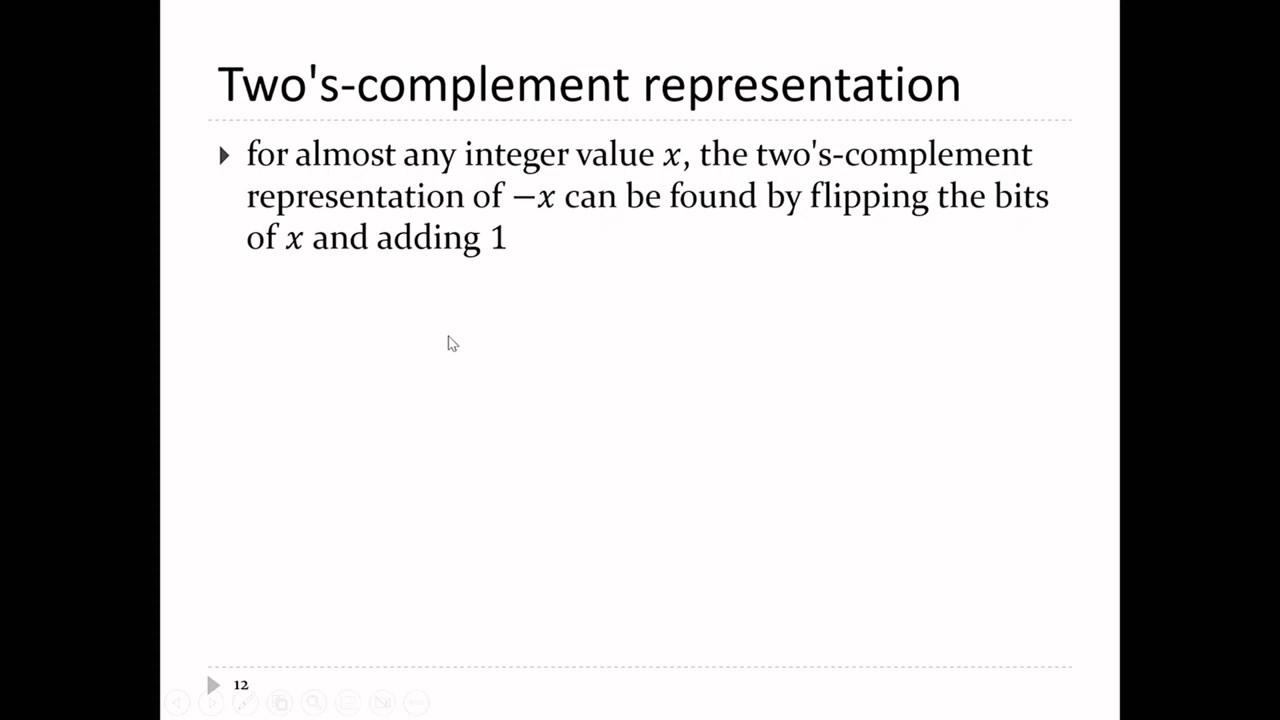 Two's-complement representation
for almost any integer value x, the two's-complement
representation of −x can be found by flipping the bits
of x and adding 1
12